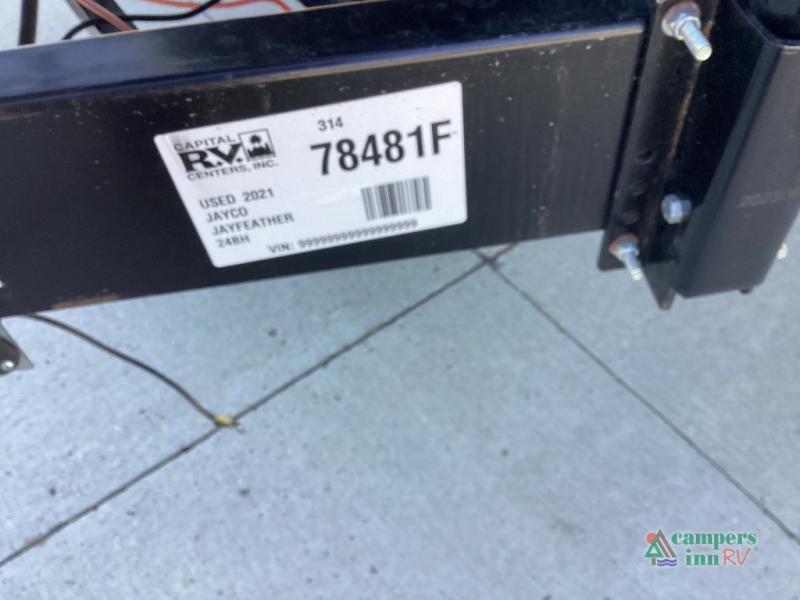 CAPITAL
R.V.
CENTERS, INC.
314
78481F
USED 2021
JAYCO
JAYFEATHER
24BH
VIN: 99999999999999999
campers
inn RV